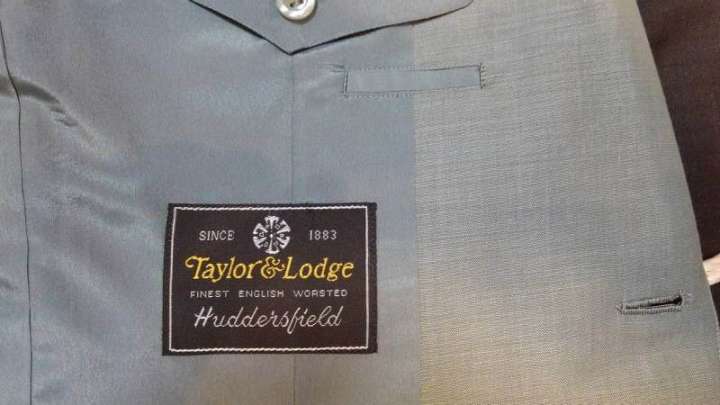 SINCE 1883
Taylor & Lodge
FINEST ENGLISH WORSTED
Huddersfield